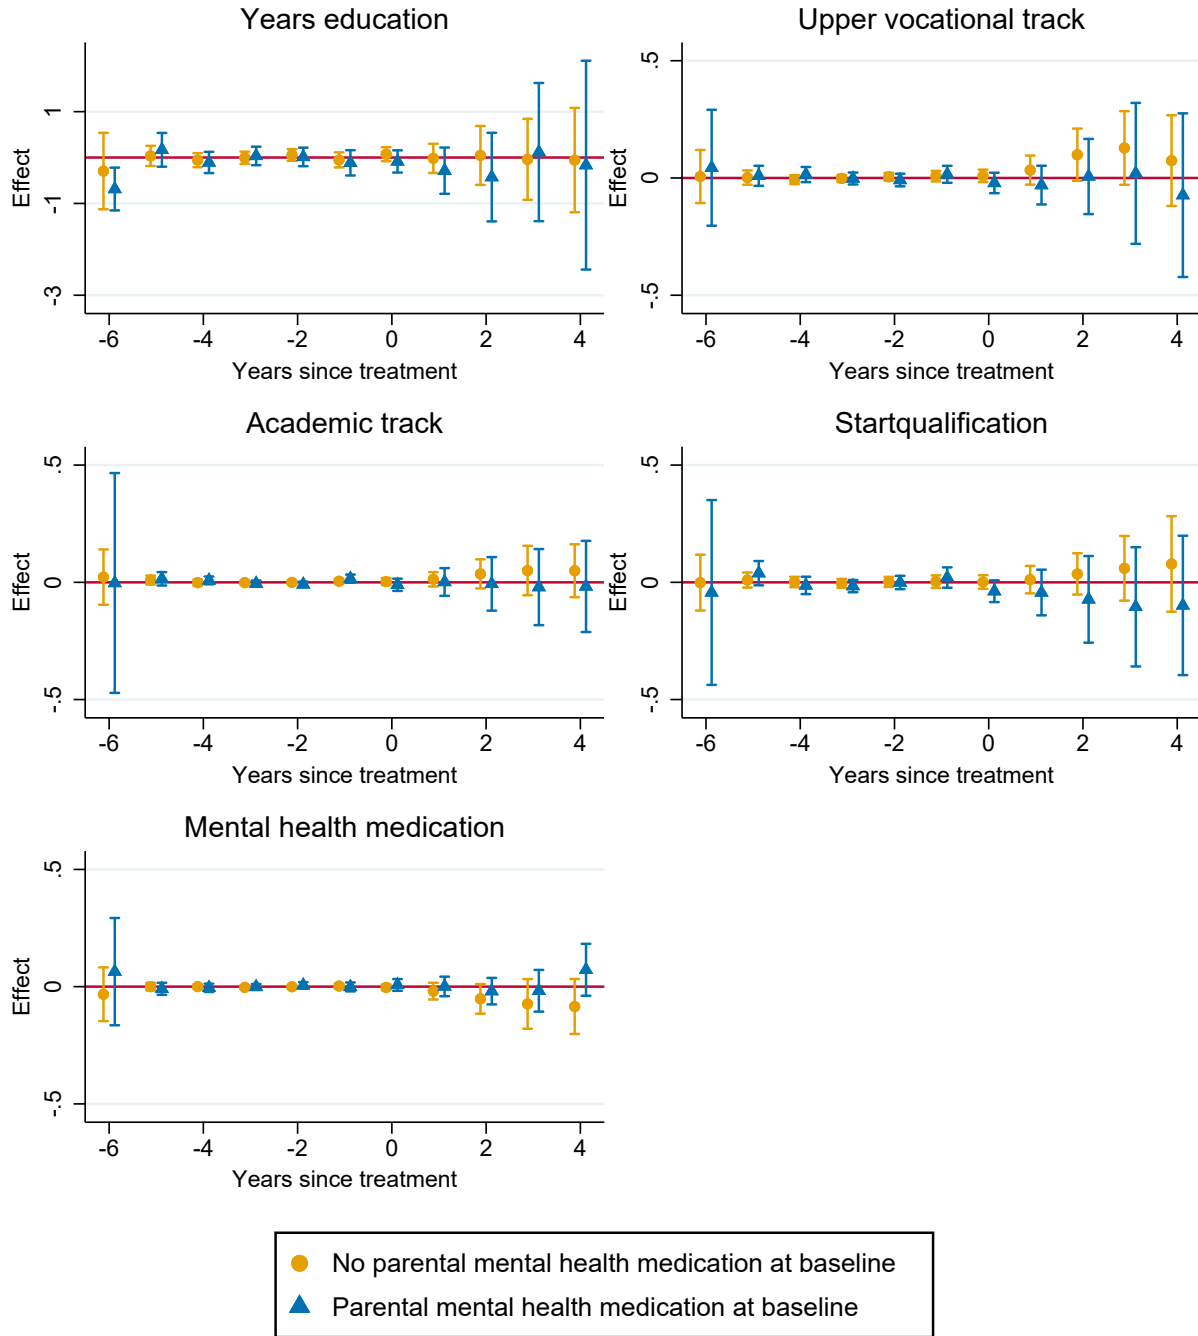 Years education
Effect
1
-1
-3
-6 -4 -2 0 2 4
Years since treatment
Upper vocational track
Effect
.5
0
-.5
-6 -4 -2 0 2 4
Years since treatment
Academic track
Effect
.5
0
-.5
-6 -4 -2 0 2 4
Years since treatment
Startqualification
Effect
.5
0
-.5
-6 -4 -2 0 2 4
Years since treatment
Mental health medication
Effect
.5
0
-.5
-6 -4 -2 0 2 4
Years since treatment
No parental mental health medication at baseline
Parental mental health medication at baseline